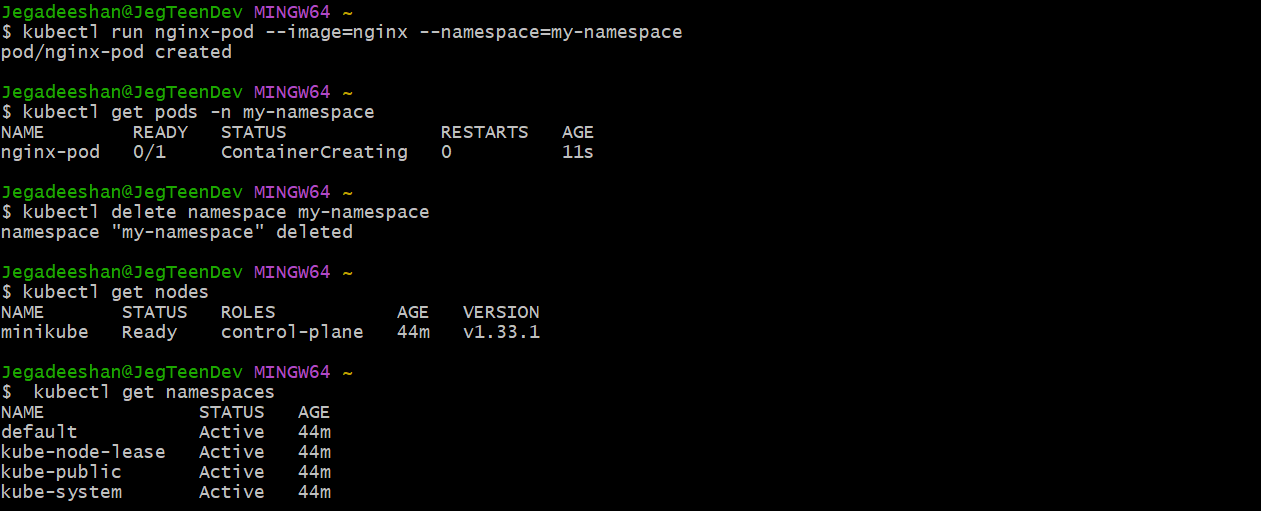 Jegadeeshan@JegTeenDev MINGW64 ~
$ kubectl run nginx-pod --image=nginx --namespace=my-namespace
pod/nginx-pod created
Jegadeeshan@JegTeenDev MINGW64 ~
$ kubectl get pods -n my-namespace
NAME        READY   STATUS              RESTARTS   AGE
nginx-pod   0/1     ContainerCreating   0          11s
Jegadeeshan@JegTeenDev MINGW64 ~
$ kubectl delete namespace my-namespace
namespace "my-namespace" deleted
Jegadeeshan@JegTeenDev MINGW64 ~
$ kubectl get nodes
NAME       STATUS   ROLES           AGE   VERSION
minikube   Ready    control-plane   44m   v1.33.1
Jegadeeshan@JegTeenDev MINGW64 ~
$  kubectl get namespaces
NAME              STATUS   AGE
default           Active   44m
kube-node-lease   Active   44m
kube-public       Active   44m
kube-system       Active   44m